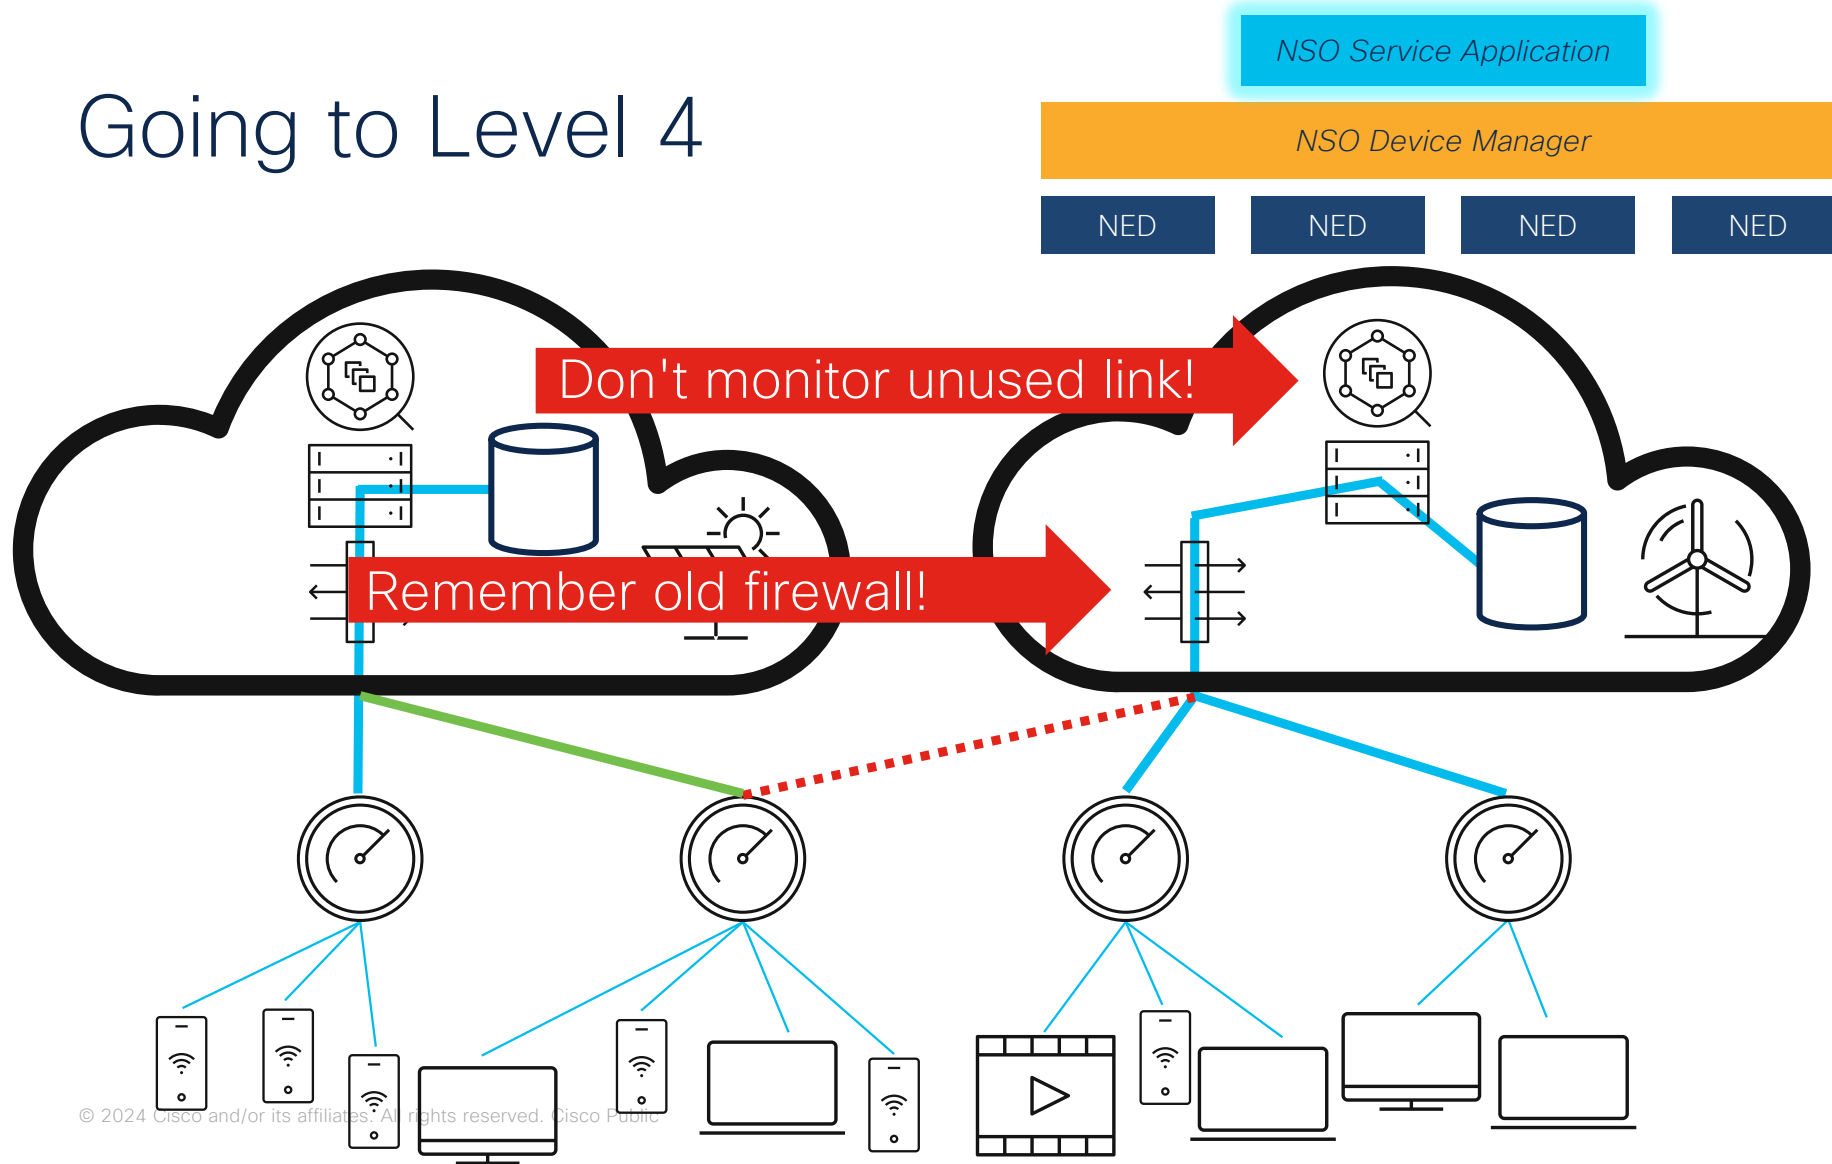 NSO Service Application
Going to Level 4
NSO Device Manager
NED NED NED NED
Don't monitor unused link!
Remember old firewall!
© 2024 Cisco and/or its affiliates. All rights reserved. Cisco Public